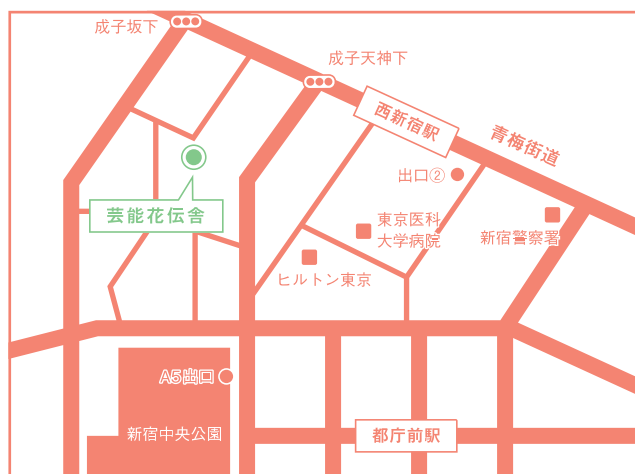 成子坂下
成子天神下
西新宿駅
青梅街道
出口②
芸能花伝舎
東京医科
大学病院
新宿警察署
ヒルトン東京
A5出口
新宿中央公園
都庁前駅